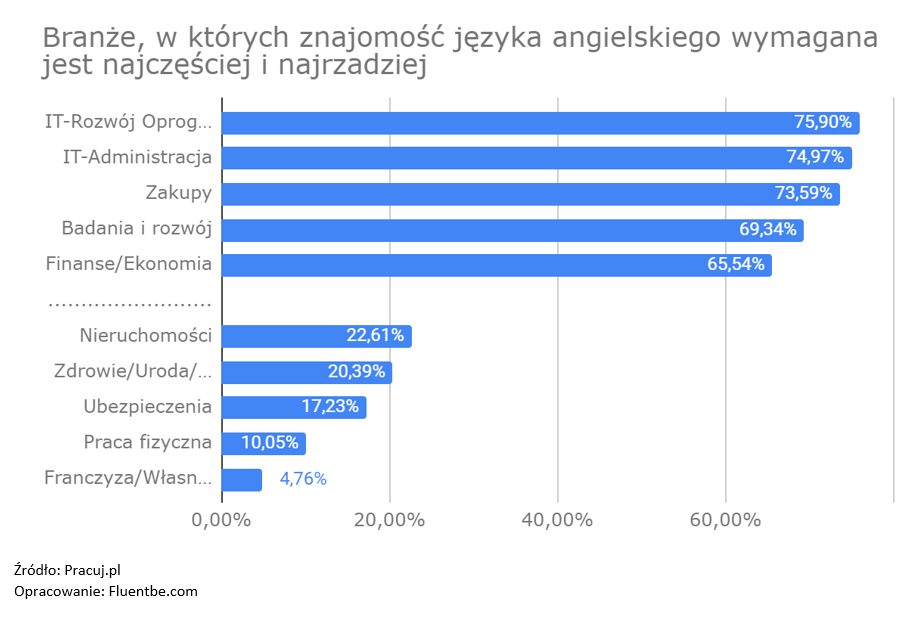 Branże, w których znajomość języka angielskiego wymagana
jest najczęściej i najrzadziej
IT-Rozwój Oprog... 75,90%
IT-Administracja 74,97%
Zakupy 73,59%
Badania i rozwój 69,34%
Finanse/Ekonomia 65,54%
.........................
Nieruchomości 22,61%
Zdrowie/Uroda/... 20,39%
Ubezpieczenia 17,23%
Praca fizyczna 10,05%
Franczyza/Własn... 4,76%
0,00% 20,00% 40,00% 60,00%
Źródło: Pracuj.pl
Opracowanie: Fluentbe.com